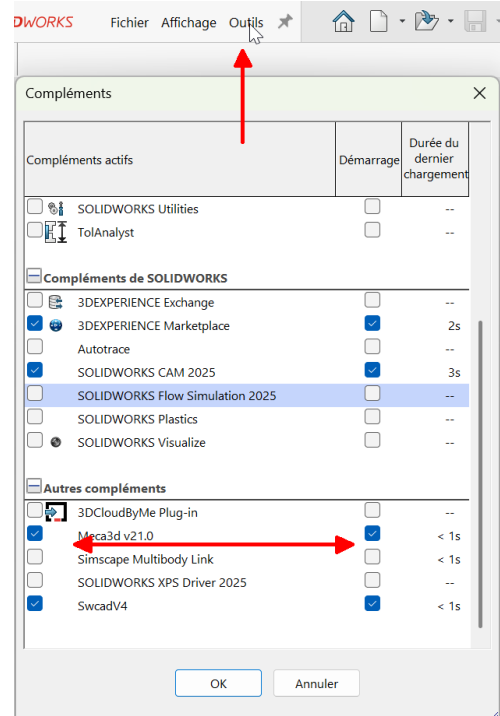 DWORKS Fichier Affichage Outils
Compléments
Compléments actifs Démarrage Durée du
dernier
chargement
SOLIDWORKS Utilities --
TolAnalyst --
Compléments de SOLIDWORKS
3DEXPERIENCE Exchange --
3DEXPERIENCE Marketplace 2s
Autotrace --
SOLIDWORKS CAM 2025 3s
SOLIDWORKS Flow Simulation 2025 --
SOLIDWORKS Plastics --
SOLIDWORKS Visualize --
Autres compléments
3DCloudByMe Plug-in --
Meca3d v21.0 < 1s
Simscape Multibody Link < 1s
SOLIDWORKS XPS Driver 2025 --
SwcadV4 < 1s
OK Annuler